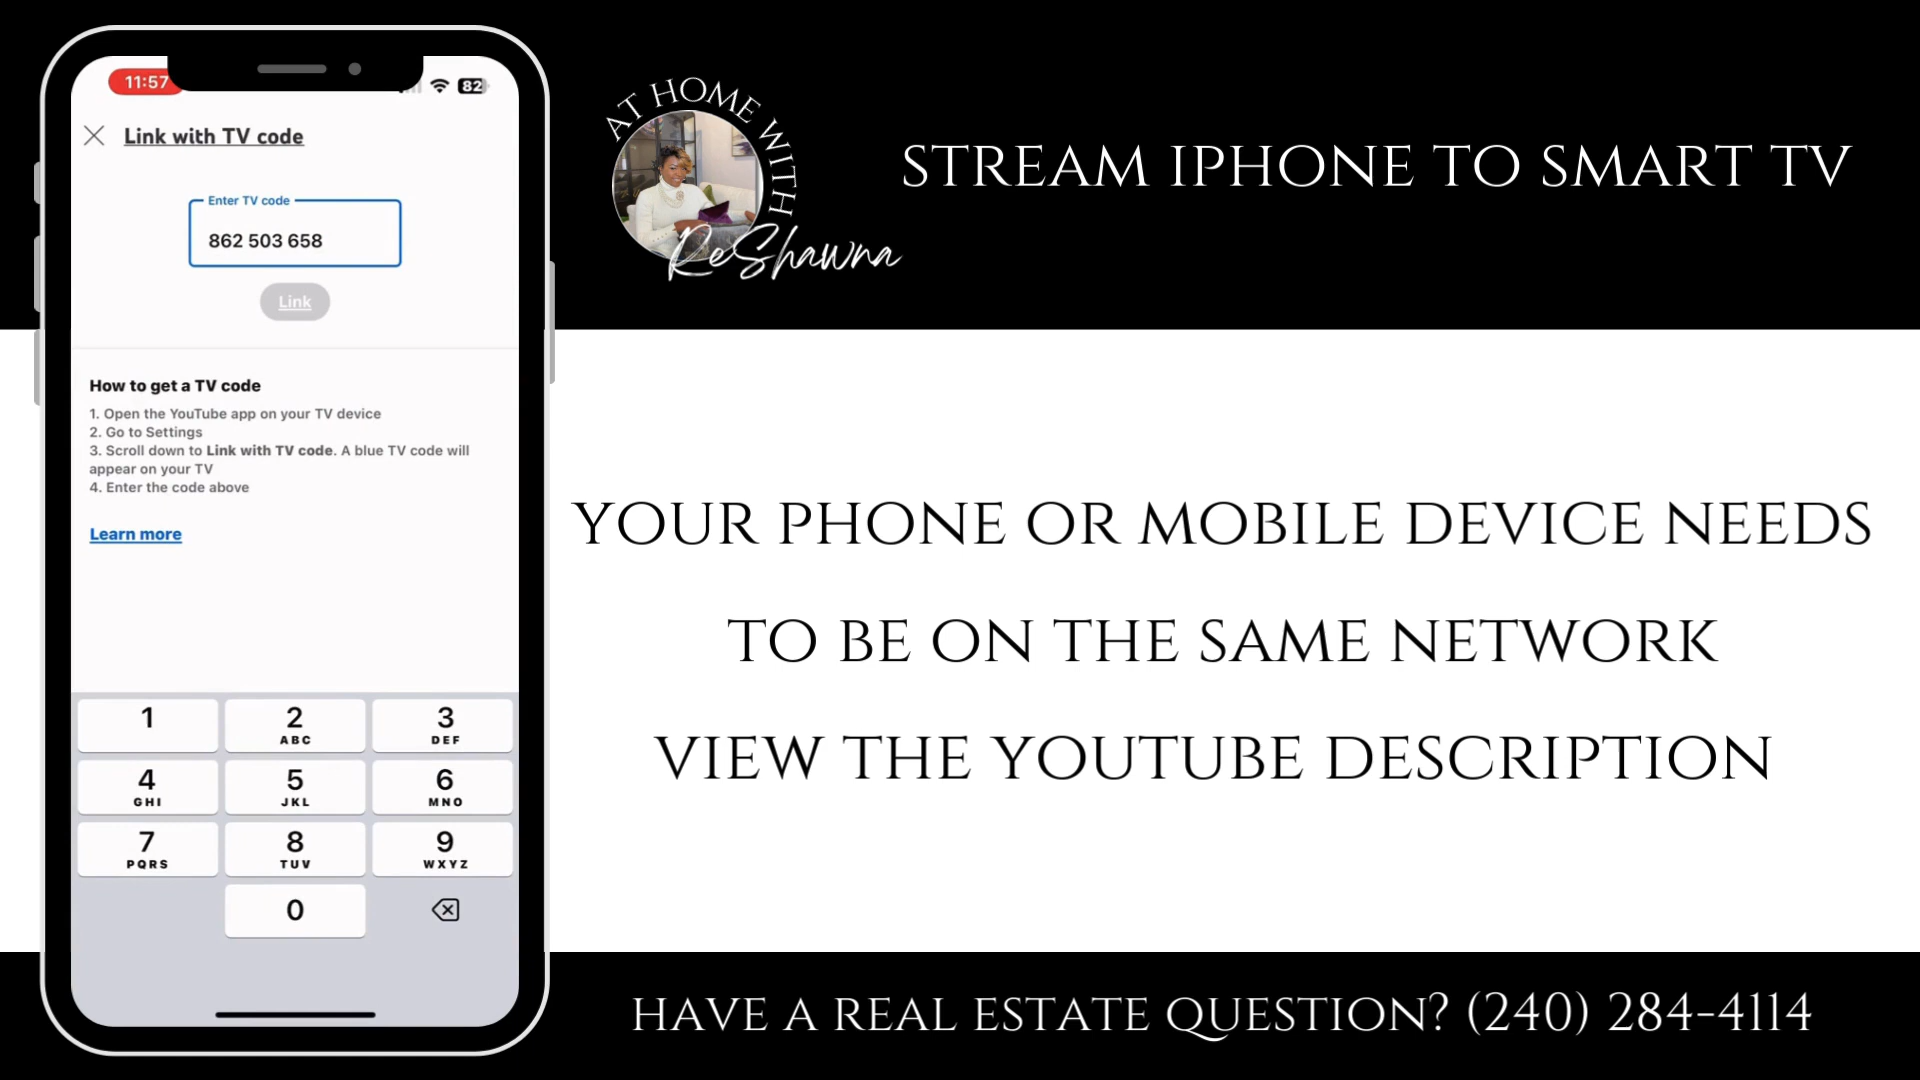 11:57
82
Link with TV code
Enter TV code
862 503 658
Link
How to get a TV code
1. Open the YouTube app on your TV device
2. Go to Settings
3. Scroll down to Link with TV code. A blue TV code will
appear on your TV
4. Enter the code above
Learn more
1
2
ABC
3
DEF
4
GHI
5
JKL
6
MNO
7
PQRS
8
TUV
9
WXYZ
0
AT HOME WITH
ReShawna
STREAM IPHONE TO SMART TV
YOUR PHONE OR MOBILE DEVICE NEEDS
TO BE ON THE SAME NETWORK
VIEW THE YOUTUBE DESCRIPTION
HAVE A REAL ESTATE QUESTION? (240) 284-4114